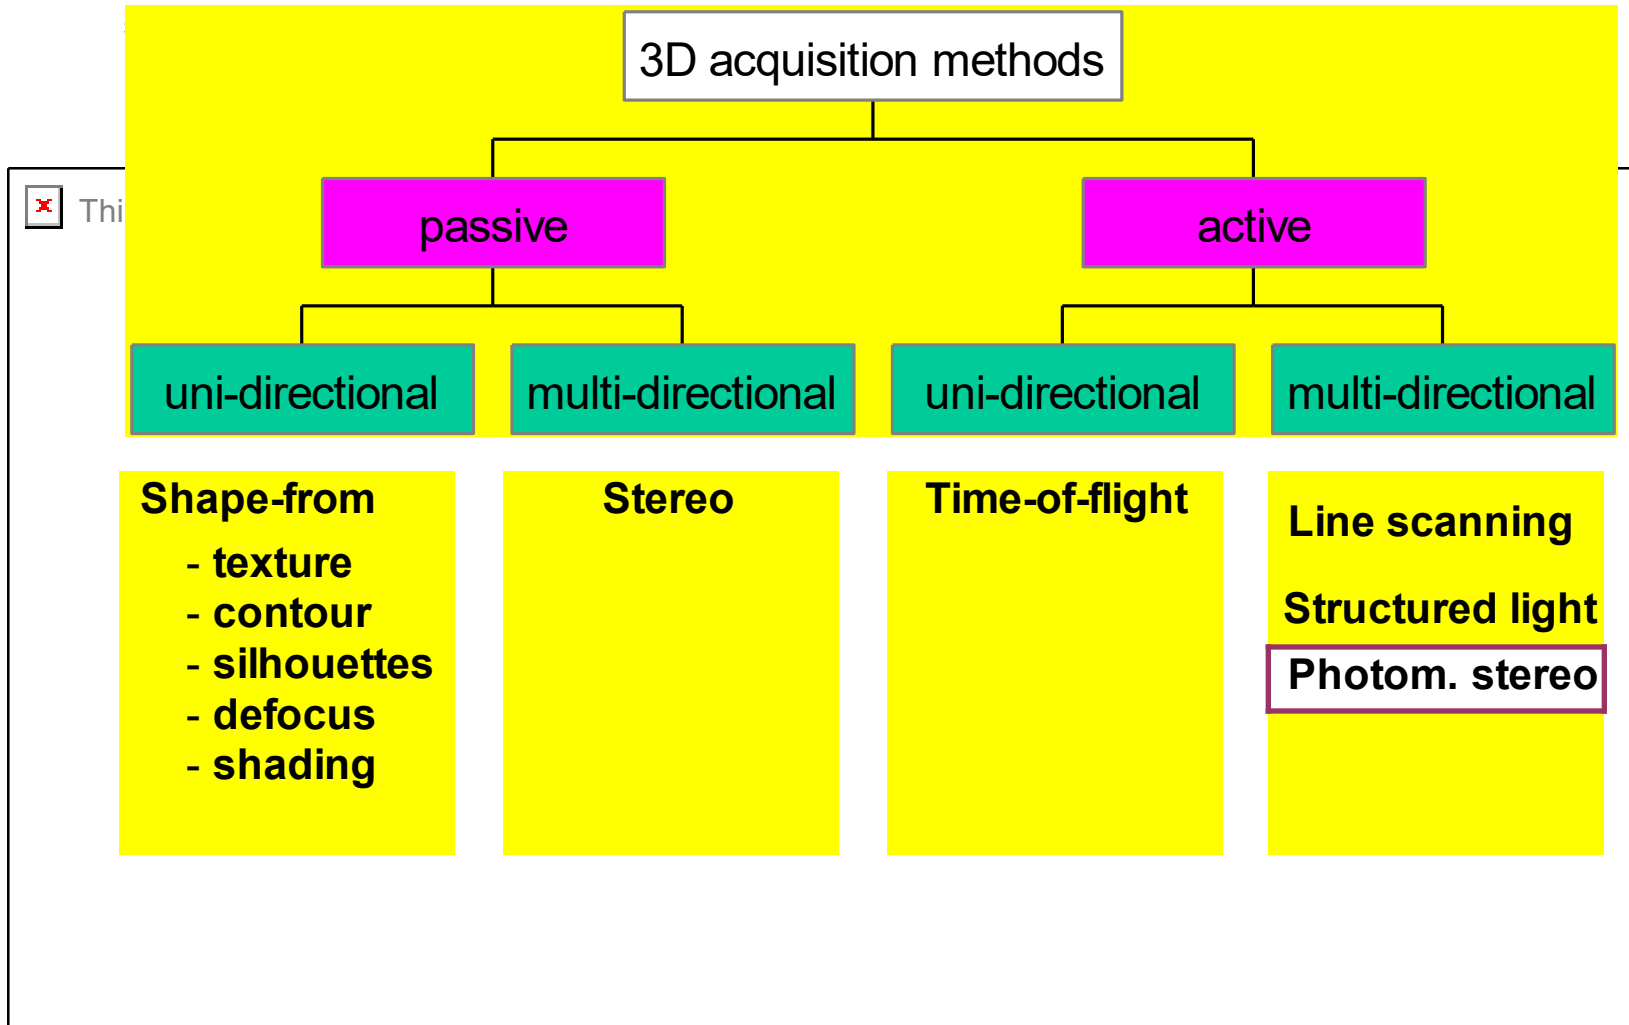 3D acquisition methods
Thi
passive
active
uni-directional
multi-directional
uni-directional
multi-directional
Shape-from
- texture
- contour
- silhouettes
- defocus
- shading
Stereo
Time-of-flight
Line scanning
Structured light
Photom. stereo